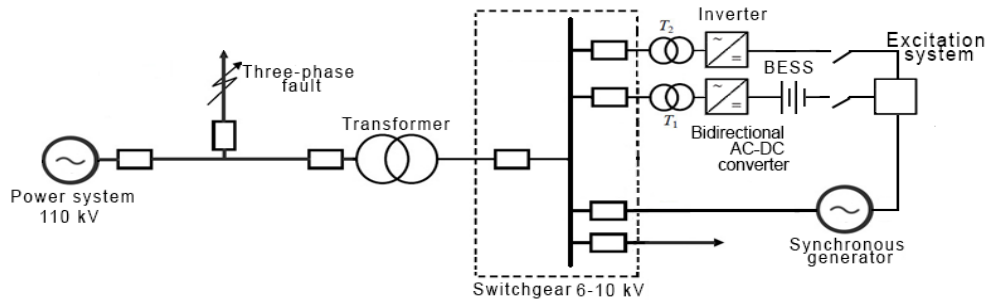 Inverter
T2
Excitation
system
BESS
Three-phase
fault
Transformer
T1
Bidirectional
AC-DC
converter
Power system
110 kV
Synchronous
generator
Switchgear 6-10 kV